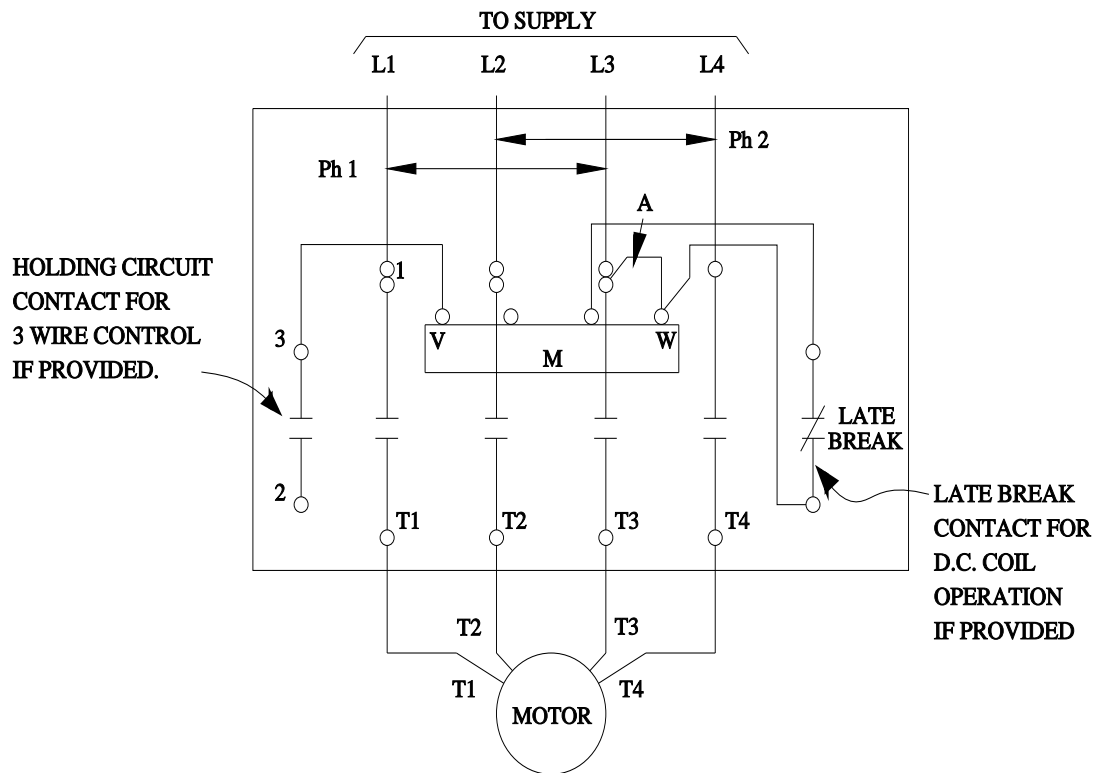 TO SUPPLY
L1 L2 L3 L4
Ph 2
Ph 1
A
HOLDING CIRCUIT
CONTACT FOR
3 WIRE CONTROL
IF PROVIDED.
1
V W
M
3
2
LATE
BREAK
LATE BREAK
CONTACT FOR
D.C. COIL
OPERATION
IF PROVIDED
T1 T2 T3 T4
T2 T3
T1 T4
MOTOR